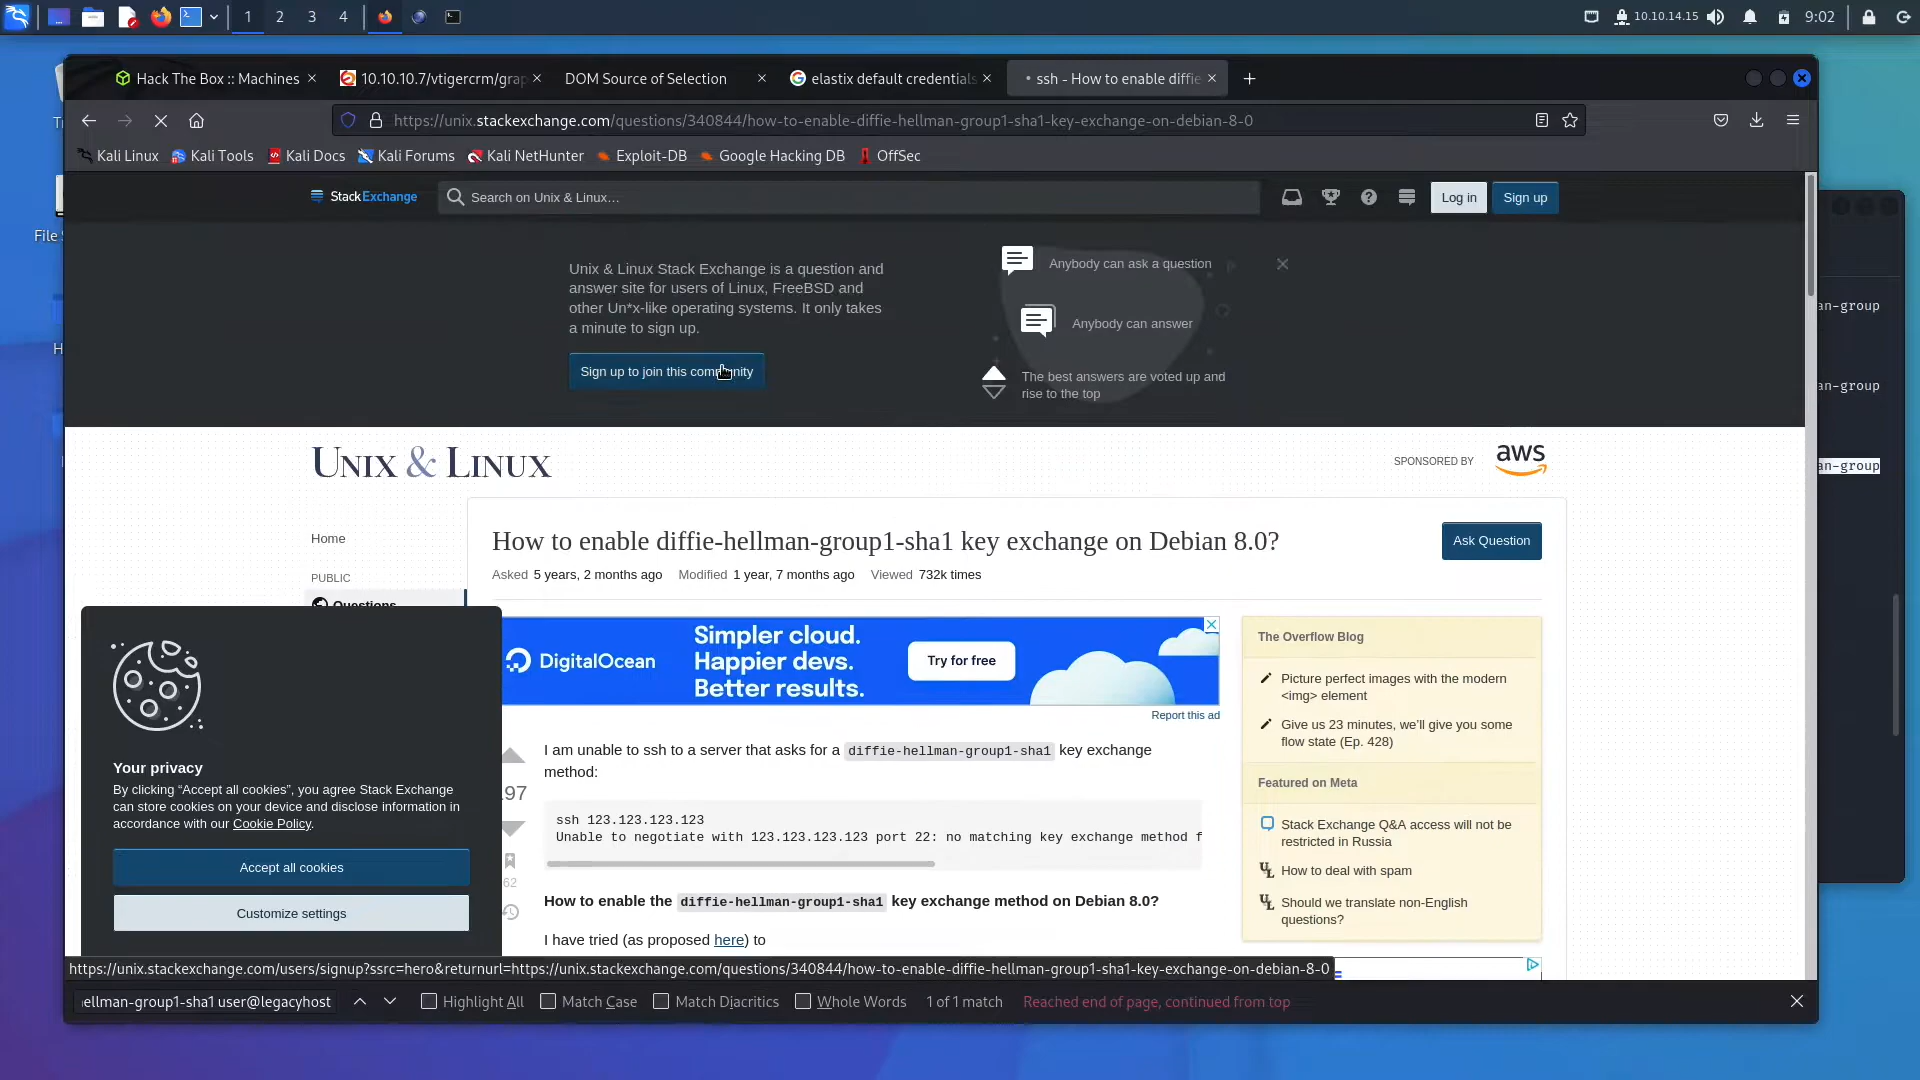 1 2 3 4
10.10.14.15
9:02
Hack The Box :: Machines
10.10.10.7/vtigercrm/grap
DOM Source of Selection
elastix default credentials
ssh - How to enable diffie
https://unix.stackexchange.com/questions/340844/how-to-enable-diffie-hellman-group1-sha1-key-exchange-on-debian-8-0
Kali Linux Kali Tools Kali Docs Kali Forums Kali NetHunter Exploit-DB Google Hacking DB OffSec
StackExchange
Search on Unix & Linux…
Log in
Sign up
File
Unix & Linux Stack Exchange is a question and
answer site for users of Linux, FreeBSD and
other Un*x-like operating systems. It only takes
a minute to sign up.
Sign up to join this community
Anybody can ask a question
Anybody can answer
The best answers are voted up and
rise to the top
an-group
an-group
an-group
UNIX & LINUX
SPONSORED BY
aws
Home
PUBLIC
Questions
How to enable diffie-hellman-group1-sha1 key exchange on Debian 8.0?
Ask Question
Asked 5 years, 2 months ago Modified 1 year, 7 months ago Viewed 732k times
DigitalOcean
Simpler cloud.
Happier devs.
Better results.
Try for free
Report this ad
97
62
I am unable to ssh to a server that asks for a diffie-hellman-group1-sha1 key exchange
method:
ssh 123.123.123.123
Unable to negotiate with 123.123.123.123 port 22: no matching key exchange method f
How to enable the diffie-hellman-group1-sha1 key exchange method on Debian 8.0?
I have tried (as proposed here) to
The Overflow Blog
Picture perfect images with the modern
<img> element
Give us 23 minutes, we'll give you some
flow state (Ep. 428)
Featured on Meta
Stack Exchange Q&A access will not be
restricted in Russia
How to deal with spam
Should we translate non-English
questions?
Your privacy
By clicking “Accept all cookies”, you agree Stack Exchange
can store cookies on your device and disclose information in
accordance with our Cookie Policy.
Accept all cookies
Customize settings
https://unix.stackexchange.com/users/signup?ssrc=hero&returnurl=https://unix.stackexchange.com/questions/340844/how-to-enable-diffie-hellman-group1-sha1-key-exchange-on-debian-8-0
ellman-group1-sha1 user@legacyhost
Highlight All
Match Case
Match Diacritics
Whole Words
1 of 1 match
Reached end of page, continued from top